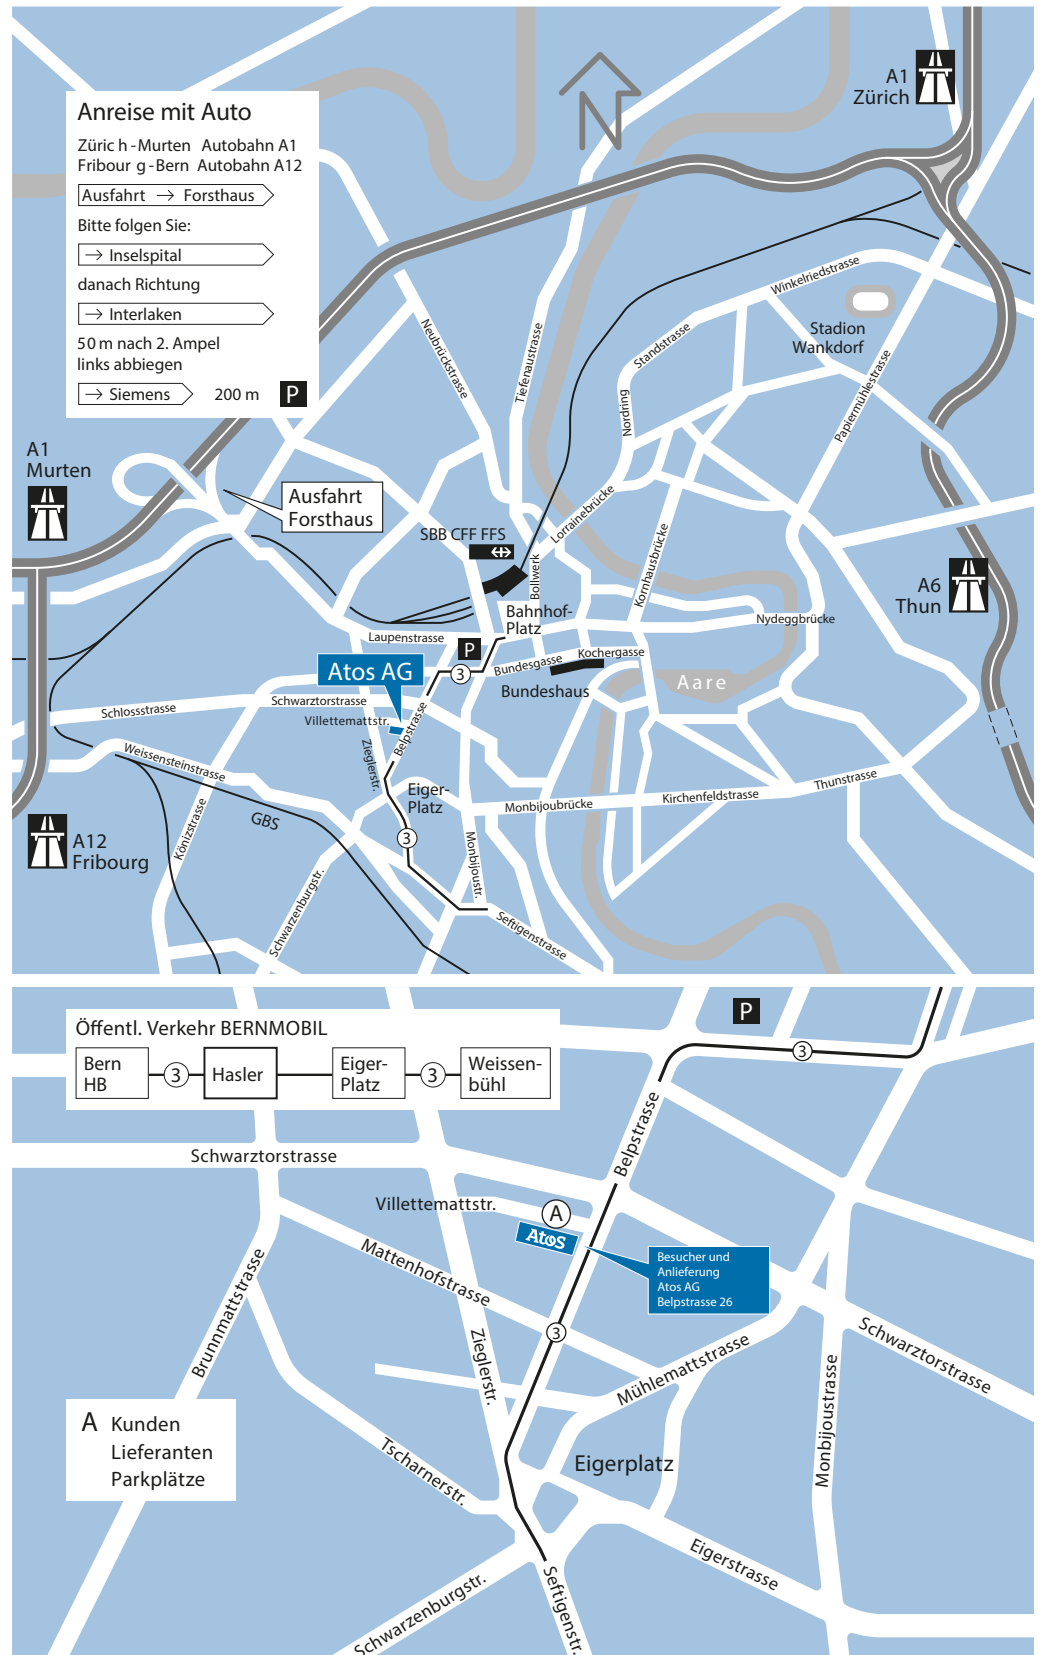 Anreise mit Auto
Züric h-Murten Autobahn A1
Fribour g-Bern Autobahn A12
Ausfahrt → Forsthaus
Bitte folgen Sie:
→ Inselspital
danach Richtung
→ Interlaken
50 m nach 2. Ampel
links abbiegen
→ Siemens 200 m P
N
A1
Zürich
A1
Murten
Ausfahrt
Forsthaus
Neubrückstrasse
Tiefenaustrasse
Winkelriedstrasse
Standstrasse
Stadion
Wankdorf
Nordring
Papiermühlestrasse
SBB CFF FFS
Lorrainebrücke
Bollwerk
Kornhausbrücke
A6
Thun
Bahnhof-
Platz
Nydeggbrücke
Laupenstrasse
P
Kochergasse
Bundesgasse
3
Atos AG
Bundeshaus
Aare
Schlossstrasse
Schwarztorstrasse
Villettemattstr.
Belpstrasse
Zieglerstr.
Weissensteinstrasse
Eiger-
Platz
Monbijoubrücke
Kirchenfeldstrasse
Thunstrasse
GBS
Könizstrasse
3
A12
Fribourg
Monbijoustr.
Schwarzenburgstr.
Seftigenstrasse
Öffentl. Verkehr BERNMOBIL
Bern
HB
3
Hasler
Eiger-
Platz
3
Weissen-
bühl
P
3
Belpstrasse
Schwarztorstrasse
Villettemattstr.
A
Atos
Besucher und
Anlieferung
Atos AG
Belpstrasse 26
Mattenhofstrasse
Brunnmattstrasse
Zieglerstr.
3
Mühlemattstrasse
Schwarztorstrasse
Monbijoustrasse
A Kunden
Lieferanten
Parkplätze
Tscharnerstr.
Eigerplatz
Eigerstrasse
Schwarzenburgstr.
Seftigenstr.